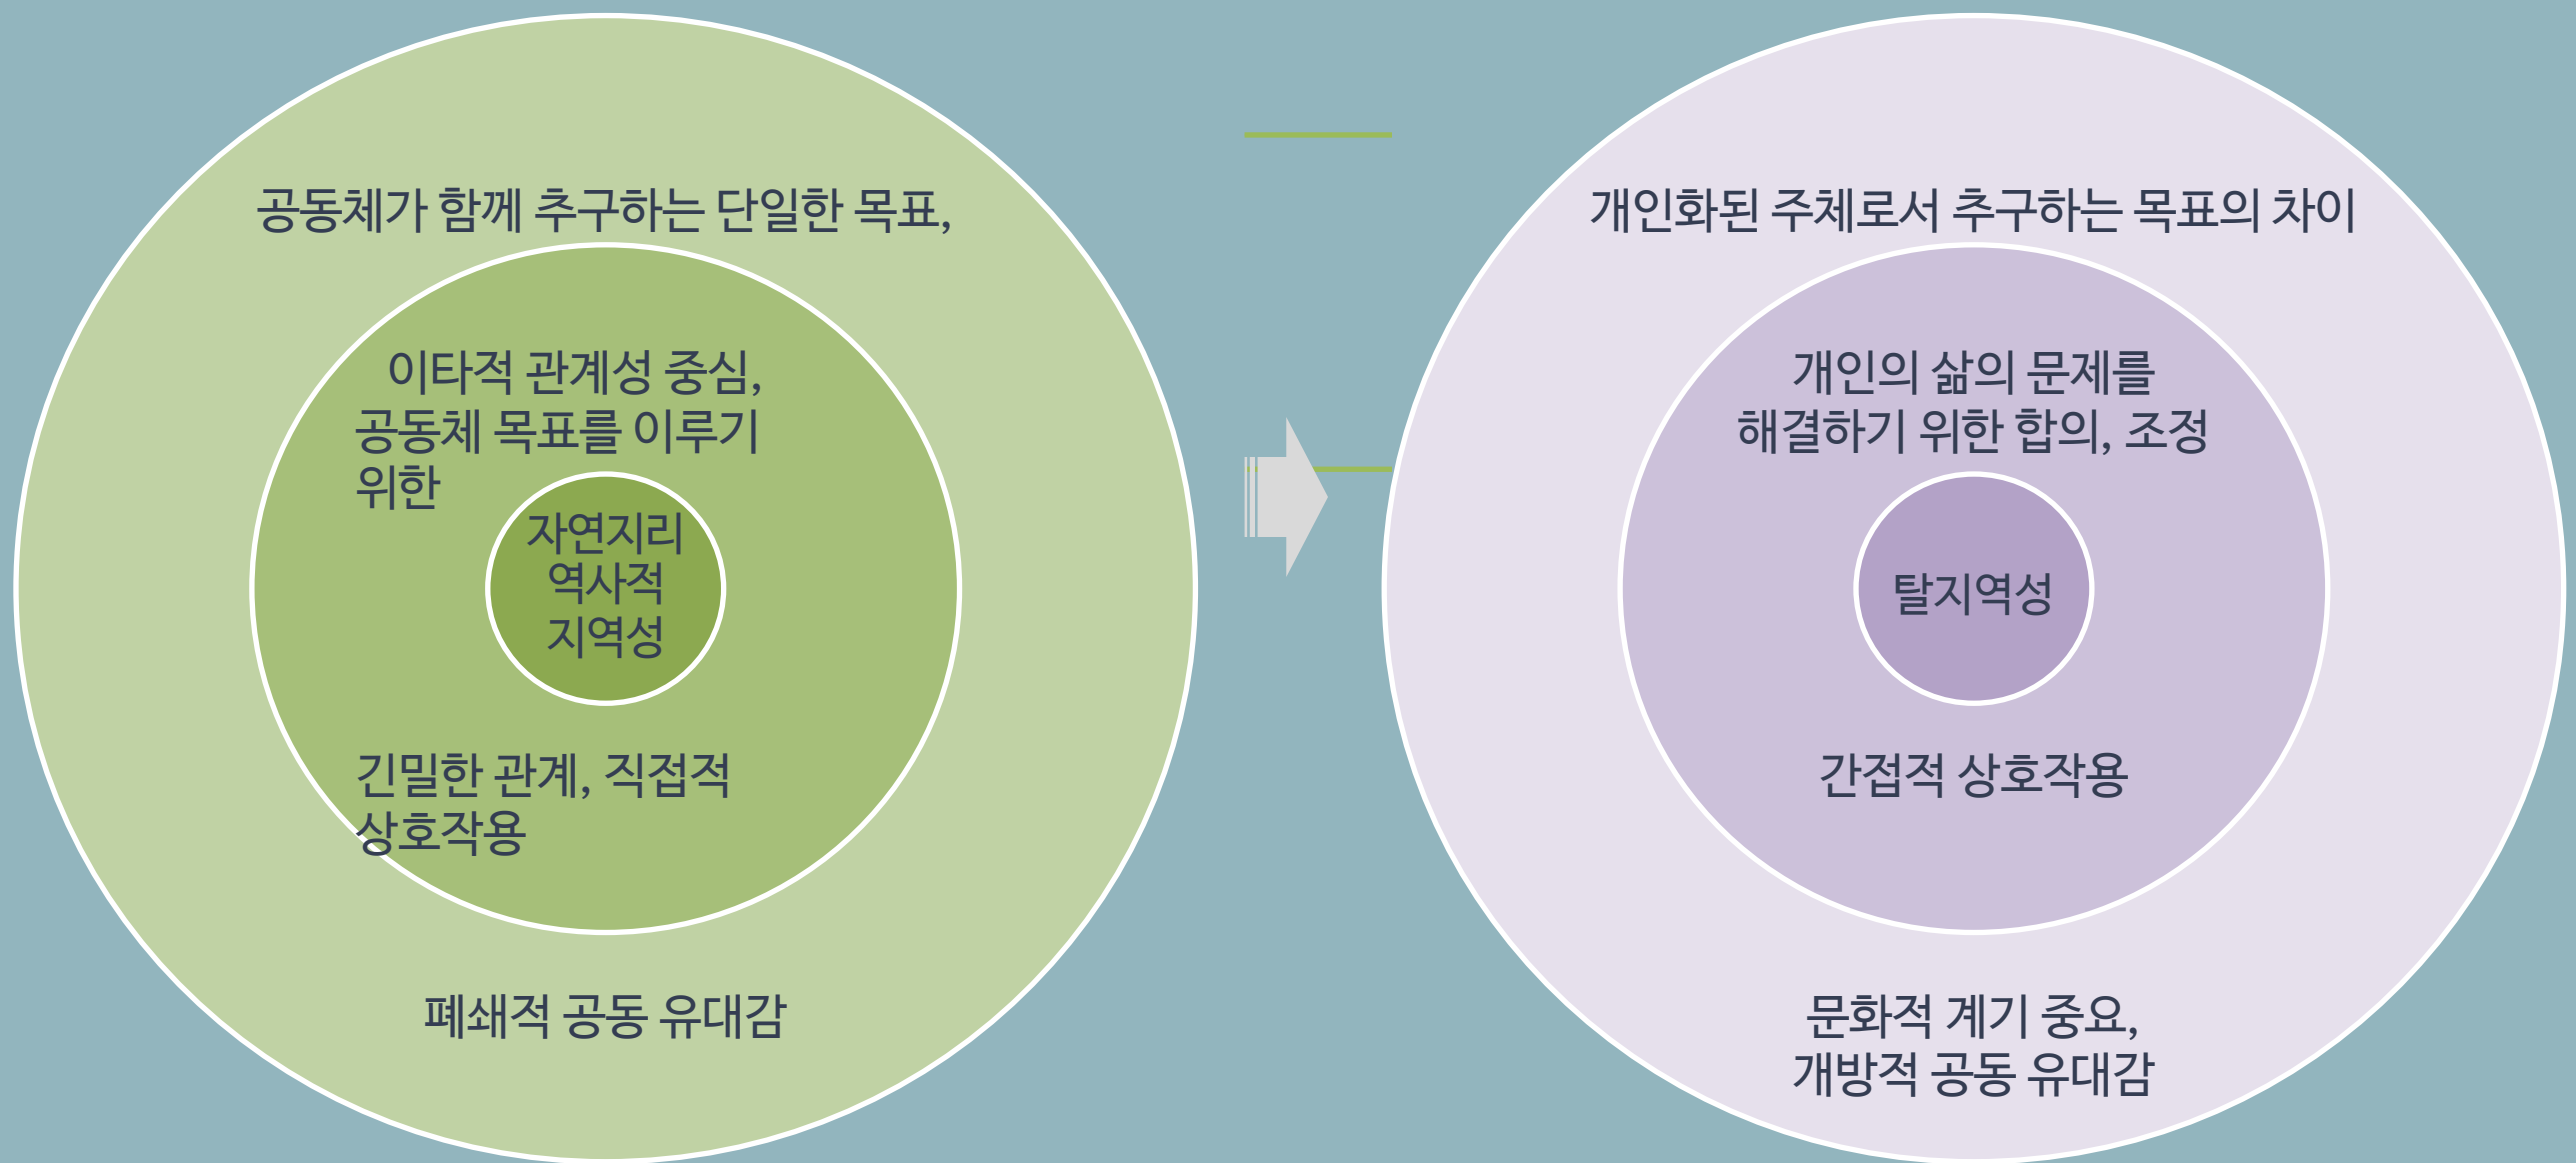 공동체가 함께 추구하는 단일한 목표,
이타적 관계성 중심,
공동체 목표를 이루기
위한
자연지리
역사적
지역성
긴밀한 관계, 직접적
상호작용
폐쇄적 공동 유대감
개인화된 주체로서 추구하는 목표의 차이
개인의 삶의 문제를
해결하기 위한 합의, 조정
탈지역성
간접적 상호작용
문화적 계기 중요,
개방적 공동 유대감